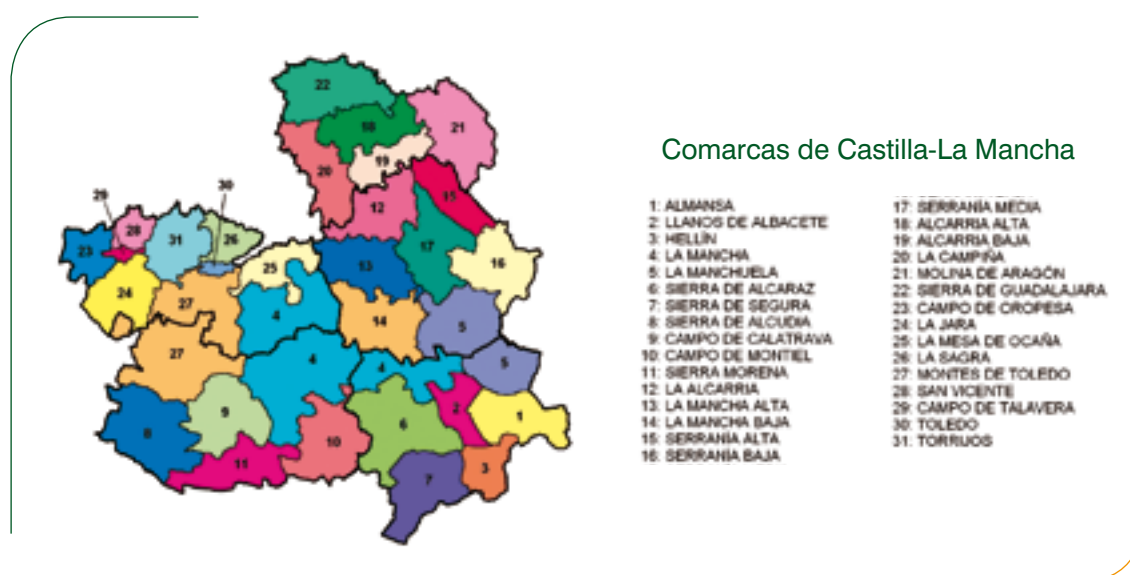 22
18
21
19
20
30
29
15
12
28
31
26
17
23
25
16
13
24
27
4
14
5
27
4
4
5
9
2
1
6
8
10
11
3
7
Comarcas de Castilla-La Mancha
1: ALMANSA
2: LLANOS DE ALBACETE
3: HELLÍN
4: LA MANCHA
5: LA MANCHUELA
6: SIERRA DE ALCARAZ
7: SIERRA DE SEGURA
8: SIERRA DE ALCUDIA
9: CAMPO DE CALATRAVA
10: CAMPO DE MONTIEL
11: SIERRA MORENA
12: LA ALCARRIA
13: LA MANCHA ALTA
14: LA MANCHA BAJA
15: SERRANÍA ALTA
16: SERRANÍA BAJA
17: SERRANÍA MEDIA
18: ALCARRIA ALTA
19: ALCARRIA BAJA
20: LA CAMPIÑA
21: MOLINA DE ARAGÓN
22: SIERRA DE GUADALAJARA
23: CAMPO DE OROPESA
24: LA JARA
25: LA MESA DE OCAÑA
26: LA SAGRA
27: MONTES DE TOLEDO
28: SAN VICENTE
29: CAMPO DE TALAVERA
30: TOLEDO
31: TORRIJOS